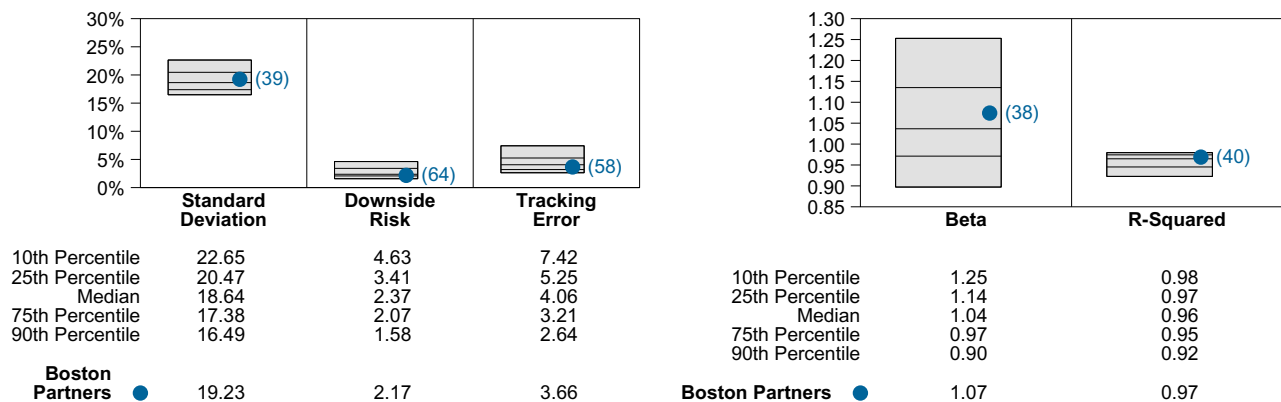 30%
25%
20%
15%
10%
5%
0%
(39)
(64)
(58)
Standard Deviation
Downside Risk
Tracking Error
10th Percentile 22.65 4.63 7.42
25th Percentile 20.47 3.41 5.25
Median 18.64 2.37 4.06
75th Percentile 17.38 2.07 3.21
90th Percentile 16.49 1.58 2.64
Boston
Partners 19.23 2.17 3.66
1.30
1.25
1.20
1.15
1.10
1.05
1.00
0.95
0.90
0.85
(38)
(40)
Beta R-Squared
10th Percentile 1.25 0.98
25th Percentile 1.14 0.97
Median 1.04 0.96
75th Percentile 0.97 0.95
90th Percentile 0.90 0.92
Boston Partners 1.07 0.97